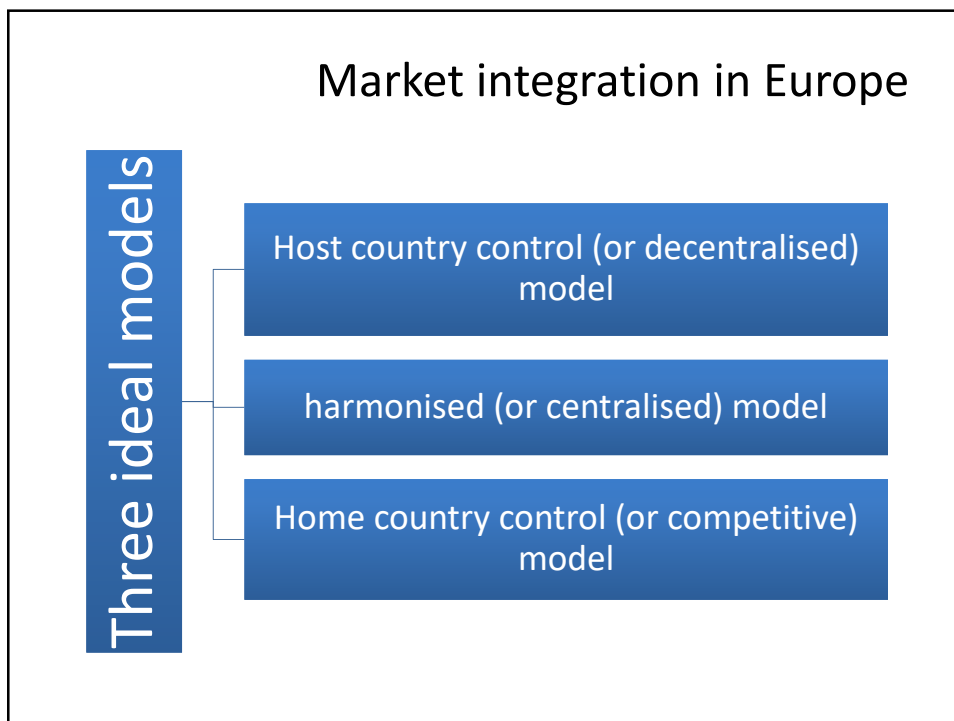 Market integration in Europe
Three ideal models
Host country control (or decentralised)
model
harmonised (or centralised) model
Home country control (or competitive)
model